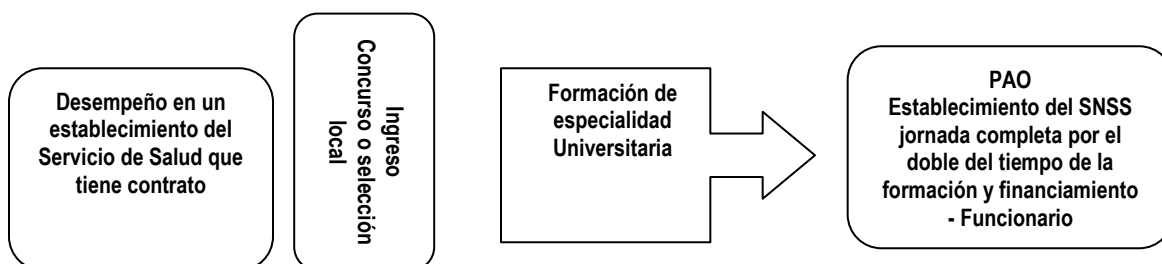 Desempeño en un
establecimiento del
Servicio de Salud que
tiene contrato
Ingreso
Concurso o selección
local
Formación de
especialidad
Universitaria
PAO
Establecimiento del SNSS
jornada completa por el
doble del tiempo de la
formación y financiamiento
- Funcionario